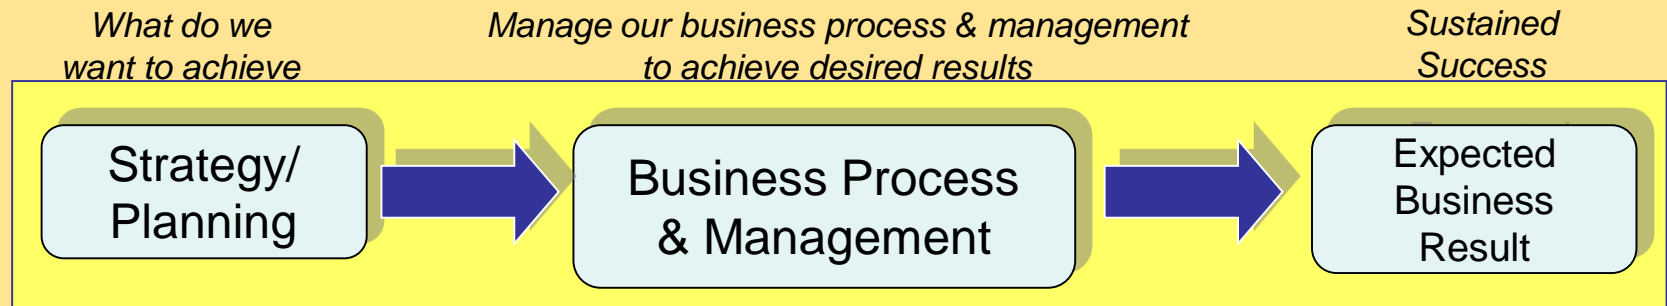 What do we
want to achieve
Manage our business process & management
to achieve desired results
Sustained
Success
Strategy/
Planning
Business Process
& Management
Expected
Business
Result